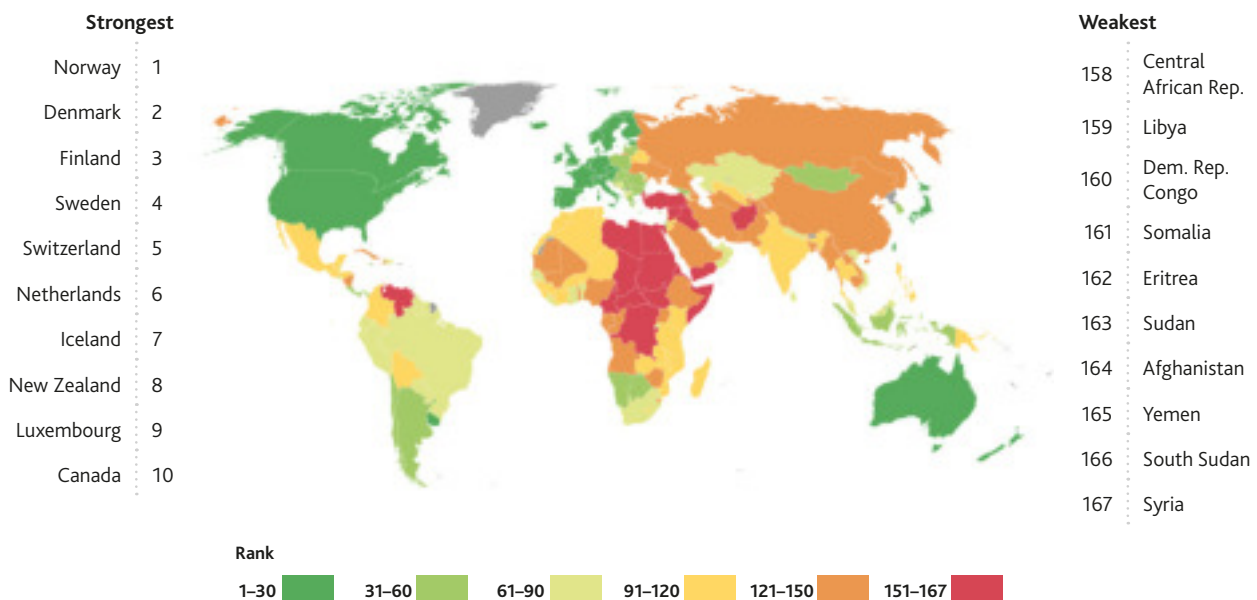 Strongest
Norway 1
Denmark 2
Finland 3
Sweden 4
Switzerland 5
Netherlands 6
Iceland 7
New Zealand 8
Luxembourg 9
Canada 10
Weakest
158 Central
African Rep.
159 Libya
160 Dem. Rep.
Congo
161 Somalia
162 Eritrea
163 Sudan
164 Afghanistan
165 Yemen
166 South Sudan
167 Syria
Rank
1–30 31–60 61–90 91–120 121–150 151–167